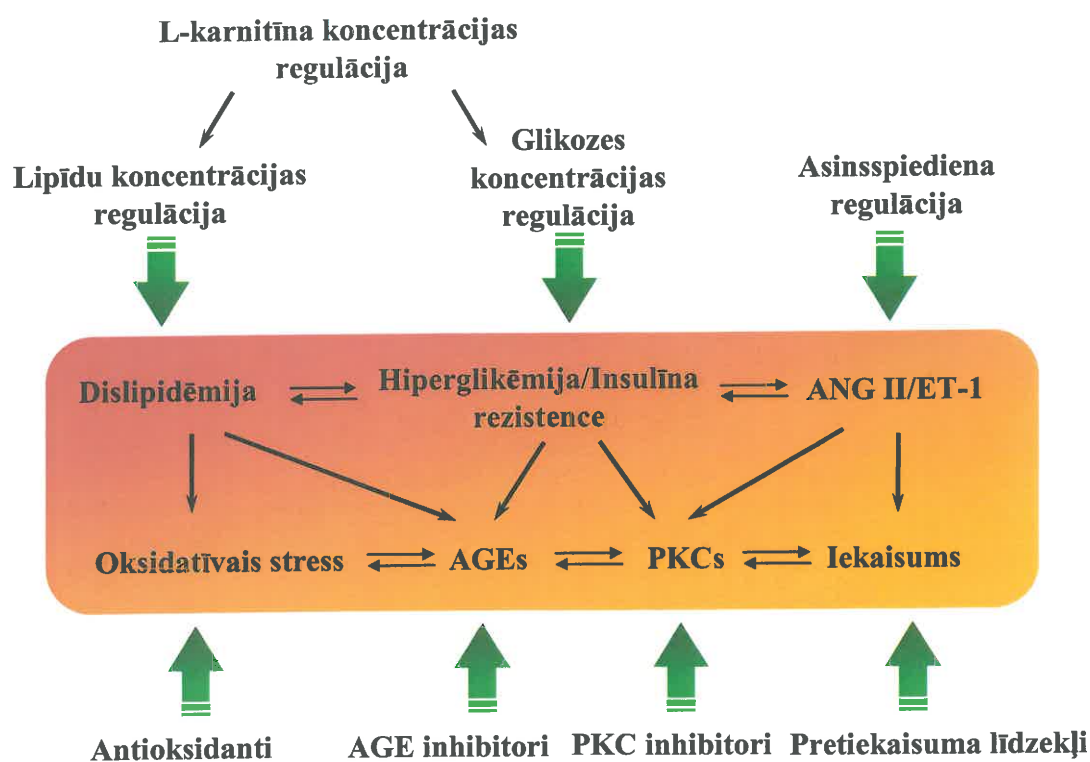 L-karnitīna koncentrācijas
regulācija
Lipīdu koncentrācijas
regulācija
Glikozes
koncentrācijas
regulācija
Asinsspiediena
regulācija
Dislipidēmija
Hiperglikēmija/Insulīna
rezistence
ANG II/ET-1
Oksidatīvais stress
AGEs
PKCs
Iekaisums
Antioksidanti
AGE inhibitori
PKC inhibitori
Pretiekaisuma līdzekļi